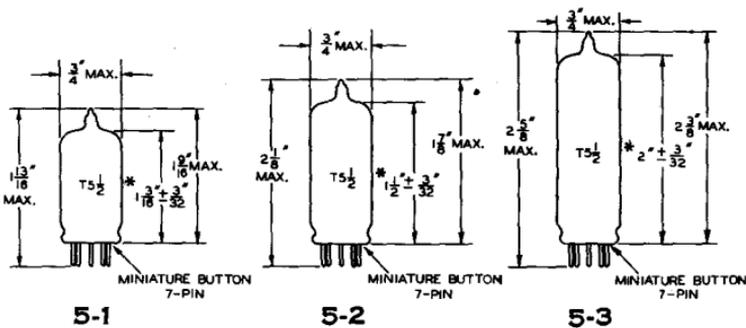 3/4" MAX.
1 13/16" MAX.
T5 1/2
* 1 3/16" ± 3/32"
1 9/16" MAX.
MINIATURE BUTTON
7-PIN
5-1
3/4" MAX.
2 1/8" MAX.
T5 1/2
* 1 1/2" ± 3/32"
1 7/8" MAX.
MINIATURE BUTTON
7-PIN
5-2
3/4" MAX.
2 5/8" MAX.
T5 1/2
* 2" ± 3/32"
2 3/8" MAX.
MINIATURE BUTTON
7-PIN
5-3